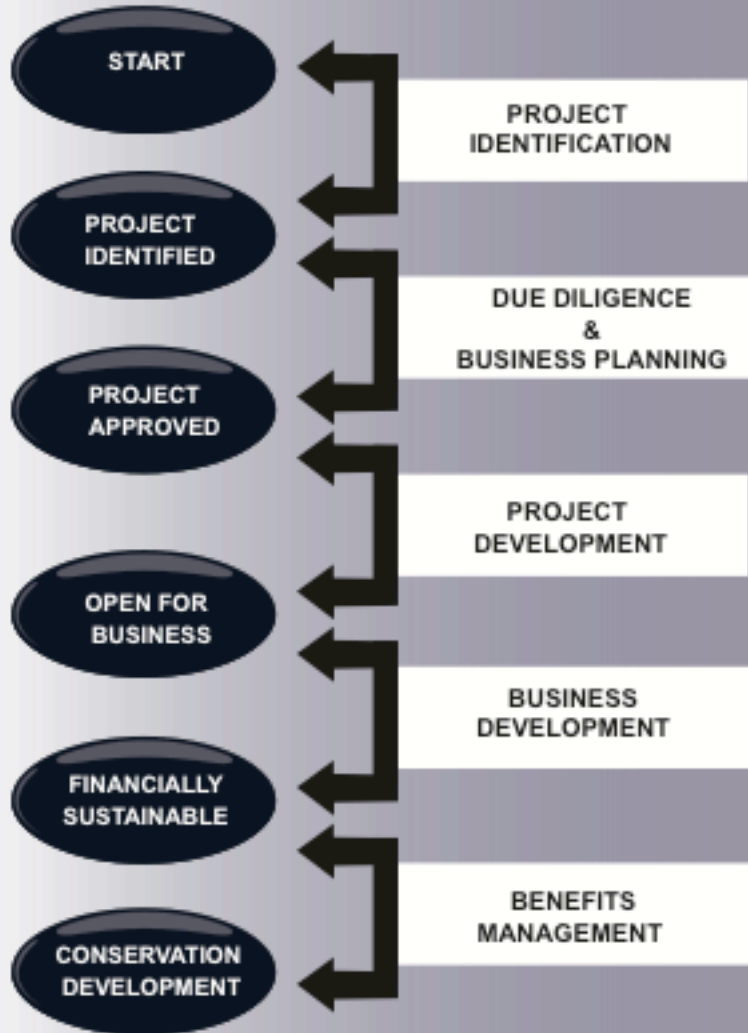 START
PROJECT
IDENTIFICATION
PROJECT
IDENTIFIED
DUE DILIGENCE
&
BUSINESS PLANNING
PROJECT
APPROVED
PROJECT
DEVELOPMENT
OPEN FOR
BUSINESS
BUSINESS
DEVELOPMENT
FINANCIALLY
SUSTAINABLE
BENEFITS
MANAGEMENT
CONSERVATION
DEVELOPMENT